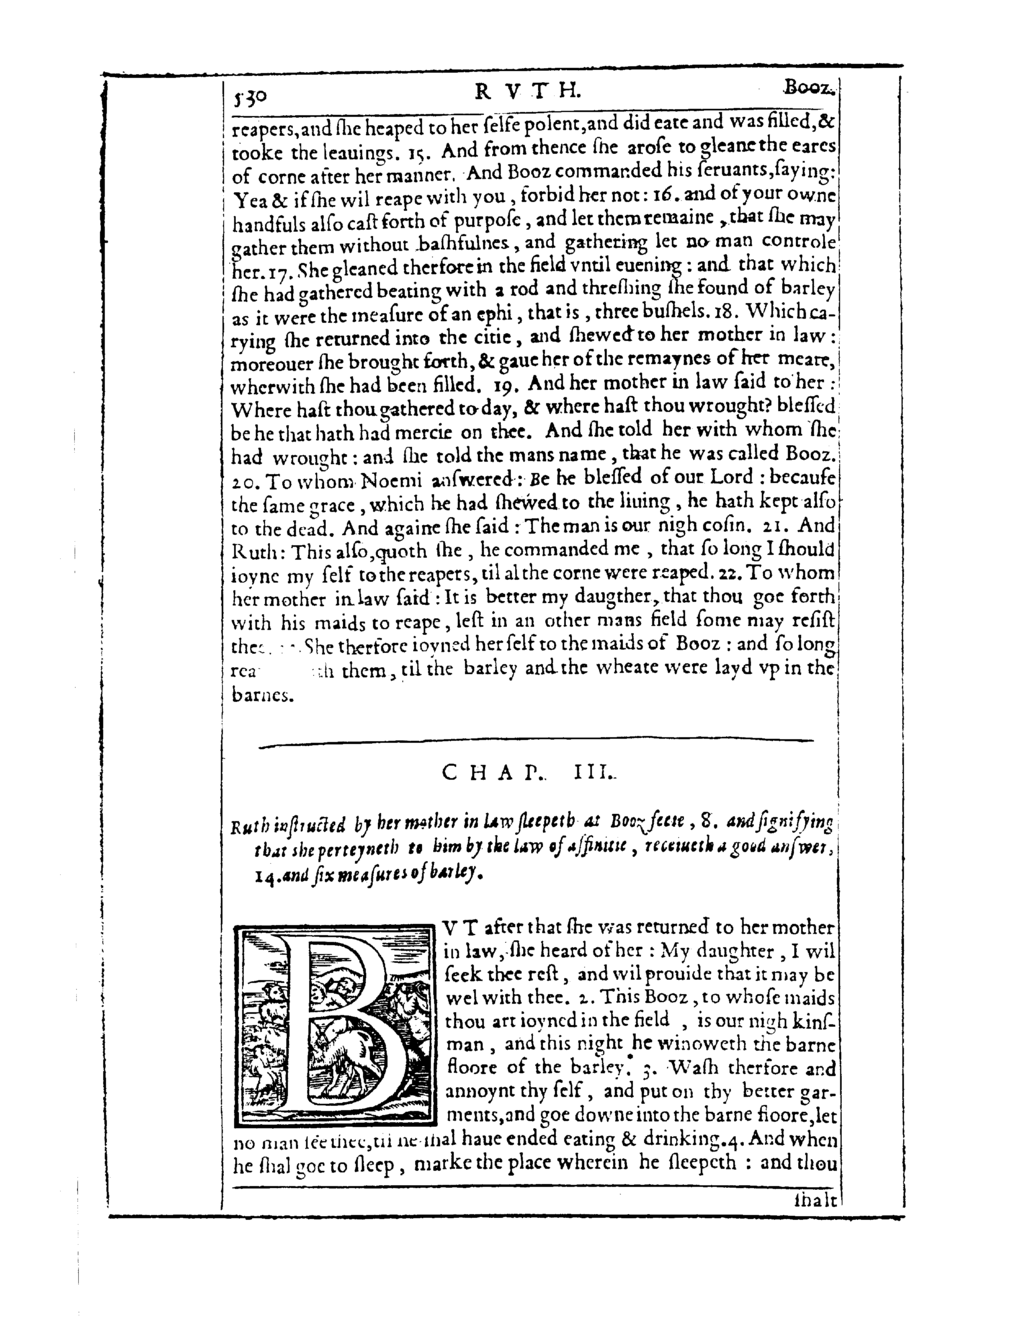 530 RVTH. Booz.
reapers, and ſhe heaped to her ſelfe polent, and did eate and was filled, &
tooke the leauings. 15. And from thence ſhe aroſe to gleane the eares
of corne after her manner. And Booz commanded his ſeruants, ſaying:
Yea & if ſhe wil reape with you, forbid her not: 16. and of your owne
handfuls alſo caſt forth of purpoſe, and let them remaine, that ſhe may
gather them without baſhfulnes, and gathering let no man controle
her. 17. She gleaned therfore in the field vntil euening: and that which
ſhe had gathered beating with a rod and threſhing ſhe found of barley
as it were the meaſure of an ephi, that is, three buſhels. 18. Which ca-
rying ſhe returned into the citie, and ſhewed to her mother in law:
moreouer ſhe brought forth, & gaue her of the remaynes of her meate,
wherwith ſhe had been filled. 19. And her mother in law ſaid to her:
Where haſt thou gathered to day, & where haſt thou wrought? bleſſed
be he that hath had mercie on thee. And ſhe told her with whom ſhe
had wrought: and ſhe told the mans name, that he was called Booz.
20. To whom Noemi anſwered: Be he bleſſed of our Lord: becauſe
the ſame grace, which he had ſhewed to the liuing, he hath kept alſo
to the dead. And againe ſhe ſaid: The man is our nigh coſin. 21. And
Ruth: This alſo, quoth ſhe, he commanded me, that ſo long I ſhould
ioyne my ſelf to the reapers, til al the corne were reaped. 22. To whom
her mother in law ſaid: It is better my daugther, that thou goe forth
with his maids to reape, leſt in an other mans field ſome may reſiſt
thee. She therfore ioyned her ſelf to the maids of Booz: and ſo long
rea th them, til the barley and the wheate were layd vp in the
barnes.
CHAP. III.
Ruth inſtructed by her mother in law ſleepeth at Booz feete, 8. and ſignifying
that she perteyneth to him by the law of affinitie, receiueth a good anſwer,
14. and ſix meaſures of barley.
BVT after that ſhe was returned to her mother
in law, ſhe heard of her: My daughter, I wil
ſeek thee reſt, and wil prouide that it may be
wel with thee. 2. This Booz, to whoſe maids
thou art ioyned in the field, is our nigh kinſ-
man, and this night he winoweth the barne
floore of the barley. 3. Waſh therfore and
annoynt thy ſelf, and put on thy better gar-
ments, and goe downe into the barne floore, let
no man ſee thee, til he ſhal haue ended eating & drinking. 4. And when
he ſhal goe to ſleep, marke the place wherein he ſleepeth: and thou
ſhalt